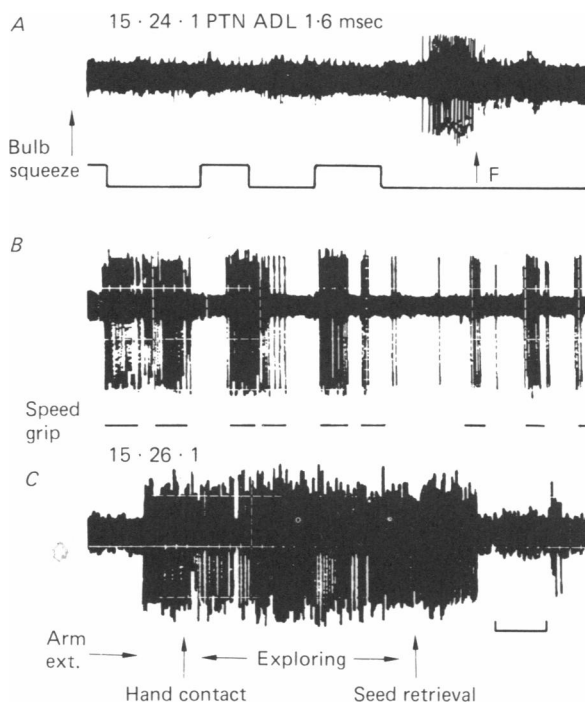 A 15 · 24 · 1 PTN ADL 1·6 msec
Bulb
squeeze
F
B
Speed
grip
15 · 26 · 1
C
Arm
ext.
Exploring
Hand contact Seed retrieval